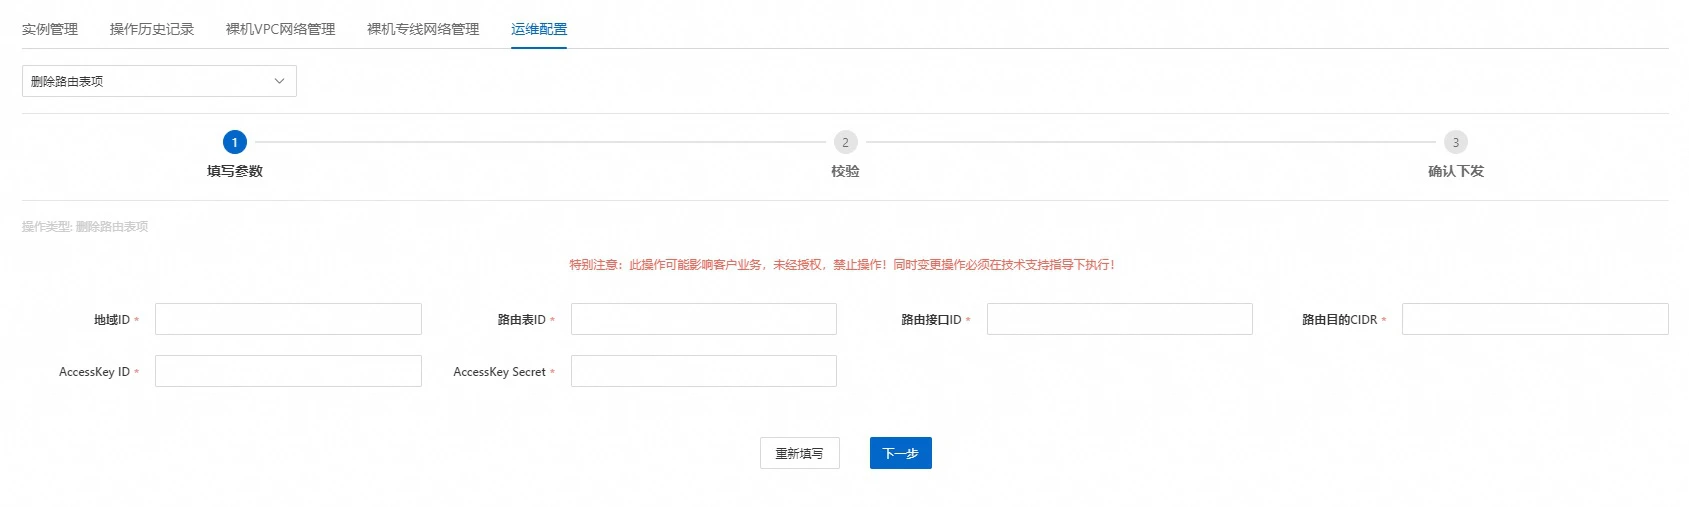 实例管理 操作历史记录 裸机VPC网络管理 裸机专线网络管理 运维配置
删除路由表项
1 2 3
填写参数 校验 确认下发
操作类型: 删除路由表项
特别注意：此操作可能影响客户业务，未经授权，禁止操作！同时变更操作必须在技术支持指导下执行！
地域ID * 路由表ID * 路由接口ID * 路由目的CIDR *
AccessKey ID * AccessKey Secret *
重新填写 下一步